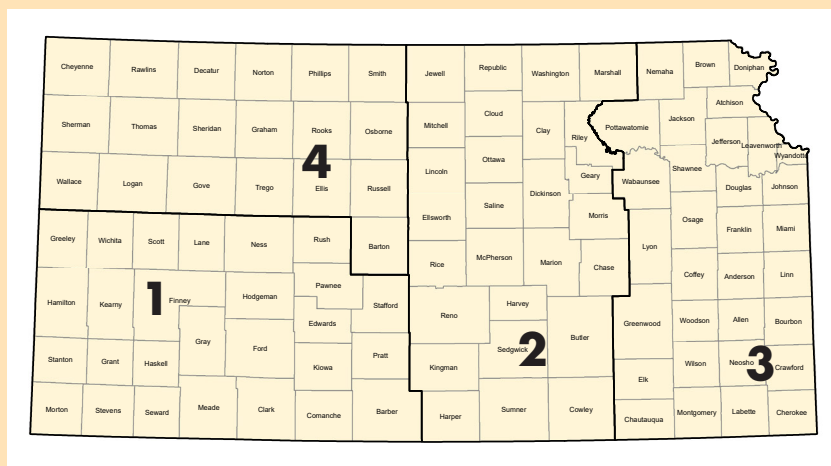 Cheyenne
Rawlins
Decatur
Norton
Phillips
Smith
Jewell
Republic
Washington
Marshall
Nemaha
Brown
Doniphan
Sherman
Thomas
Sheridan
Graham
Rooks
Osborne
Mitchell
Cloud
Clay
Riley
Pottawatomie
Jackson
Atchison
Jefferson
Leavenworth
Wyandotte
4
Wallace
Logan
Gove
Trego
Ellis
Russell
Lincoln
Ottawa
Dickinson
Geary
Wabaunsee
Shawnee
Douglas
Johnson
Greeley
Wichita
Scott
Lane
Ness
Rush
Barton
Ellsworth
Saline
Morris
Lyon
Osage
Franklin
Miami
Rice
McPherson
Marion
Chase
Coffey
Anderson
Linn
Hamilton
Kearny
1
Finney
Hodgeman
Pawnee
Stafford
Edwards
Reno
Harvey
Butler
Greenwood
Woodson
Allen
Bourbon
Stanton
Grant
Haskell
Gray
Ford
Kiowa
Pratt
Kingman
Sedgwick
2
Elk
Wilson
Neosho
3
Crawford
Morton
Stevens
Seward
Meade
Clark
Comanche
Barber
Harper
Sumner
Cowley
Chautauqua
Montgomery
Labette
Cherokee